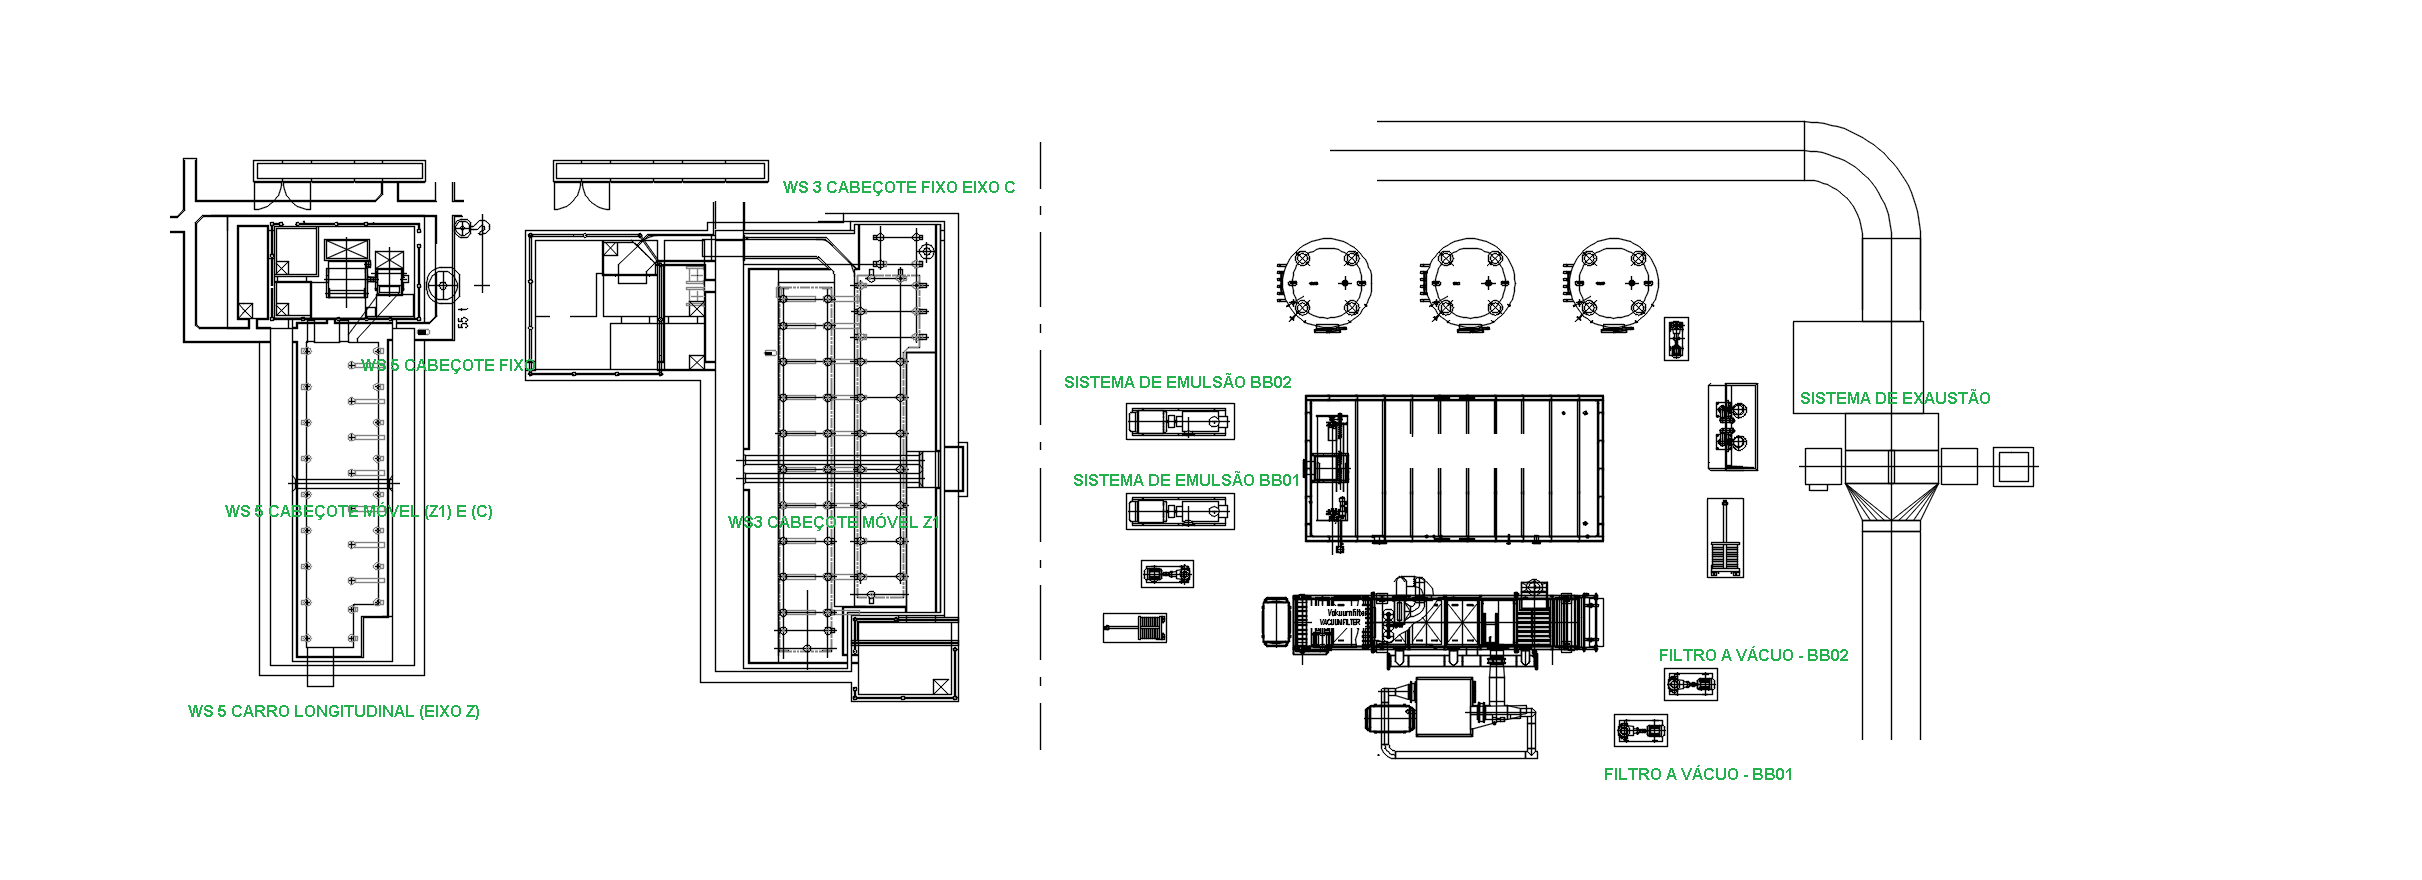 WS 3 CABEÇOTE FIXO EIXO C
55 t
WS 5 CABEÇOTE FIXO
SISTEMA DE EMULSÃO BB02
SISTEMA DE EXAUSTÃO
SISTEMA DE EMULSÃO BB01
WS 5 CABEÇOTE MÓVEL (Z1) E (C)
WS3 CABEÇOTE MÓVEL Z1
Vakuumfilter
VACUUMFILTER
FILTRO A VÁCUO - BB02
WS 5 CARRO LONGITUDINAL (EIXO Z)
FILTRO A VÁCUO - BB01